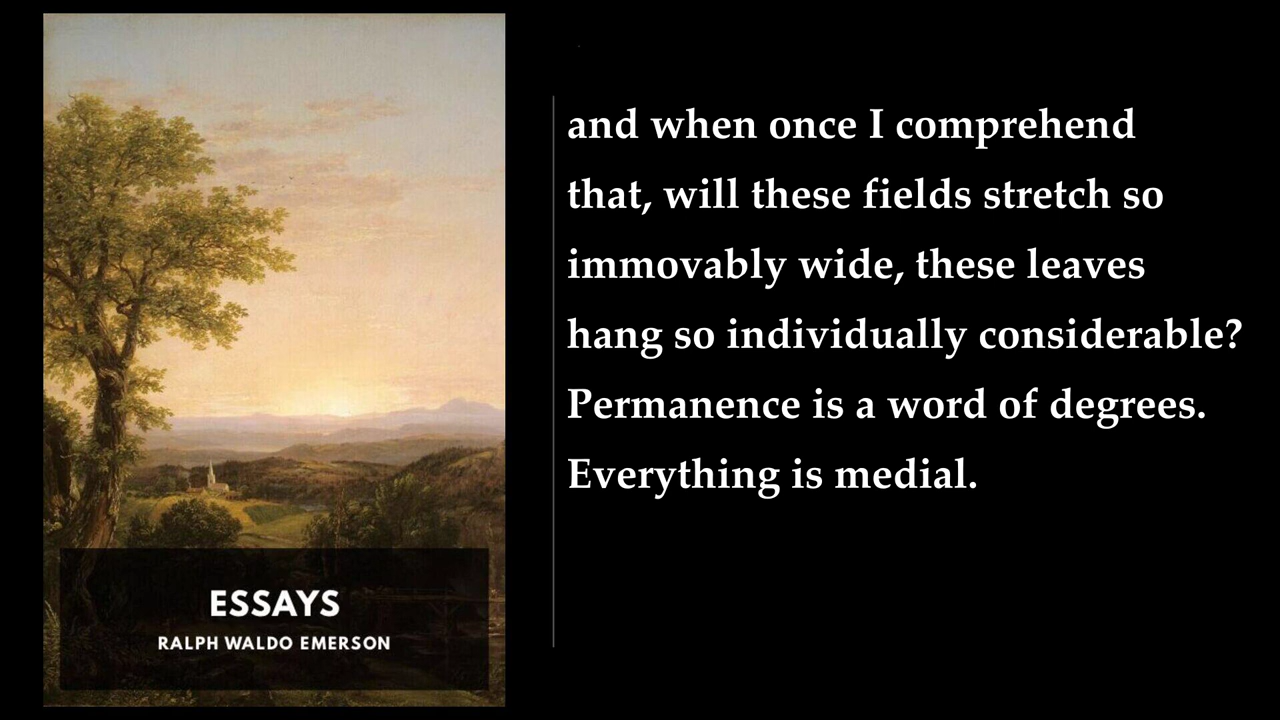 ESSAYS
RALPH WALDO EMERSON
and when once I comprehend
that, will these fields stretch so
immovably wide, these leaves
hang so individually considerable?
Permanence is a word of degrees.
Everything is medial.